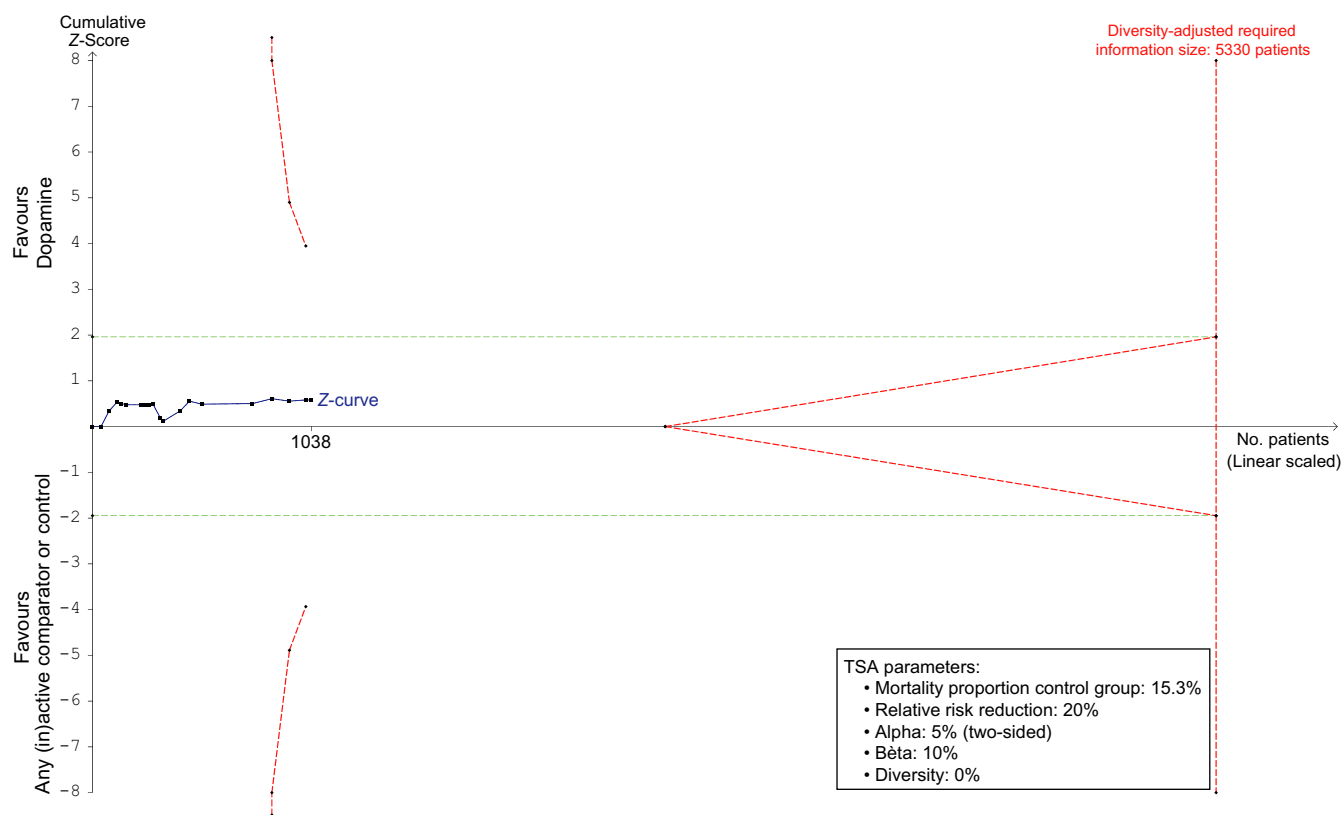 Cumulative
Z-Score
Diversity-adjusted required
information size: 5330 patients
8
7
6
5
4
3
2
1
−1
−2
−3
−4
−5
−6
−7
−8
Favours
Dopamine
Favours
Any (in)active comparator or control
Z-curve
1038
No. patients
(Linear scaled)
TSA parameters:
• Mortality proportion control group: 15.3%
• Relative risk reduction: 20%
• Alpha: 5% (two-sided)
• Bèta: 10%
• Diversity: 0%